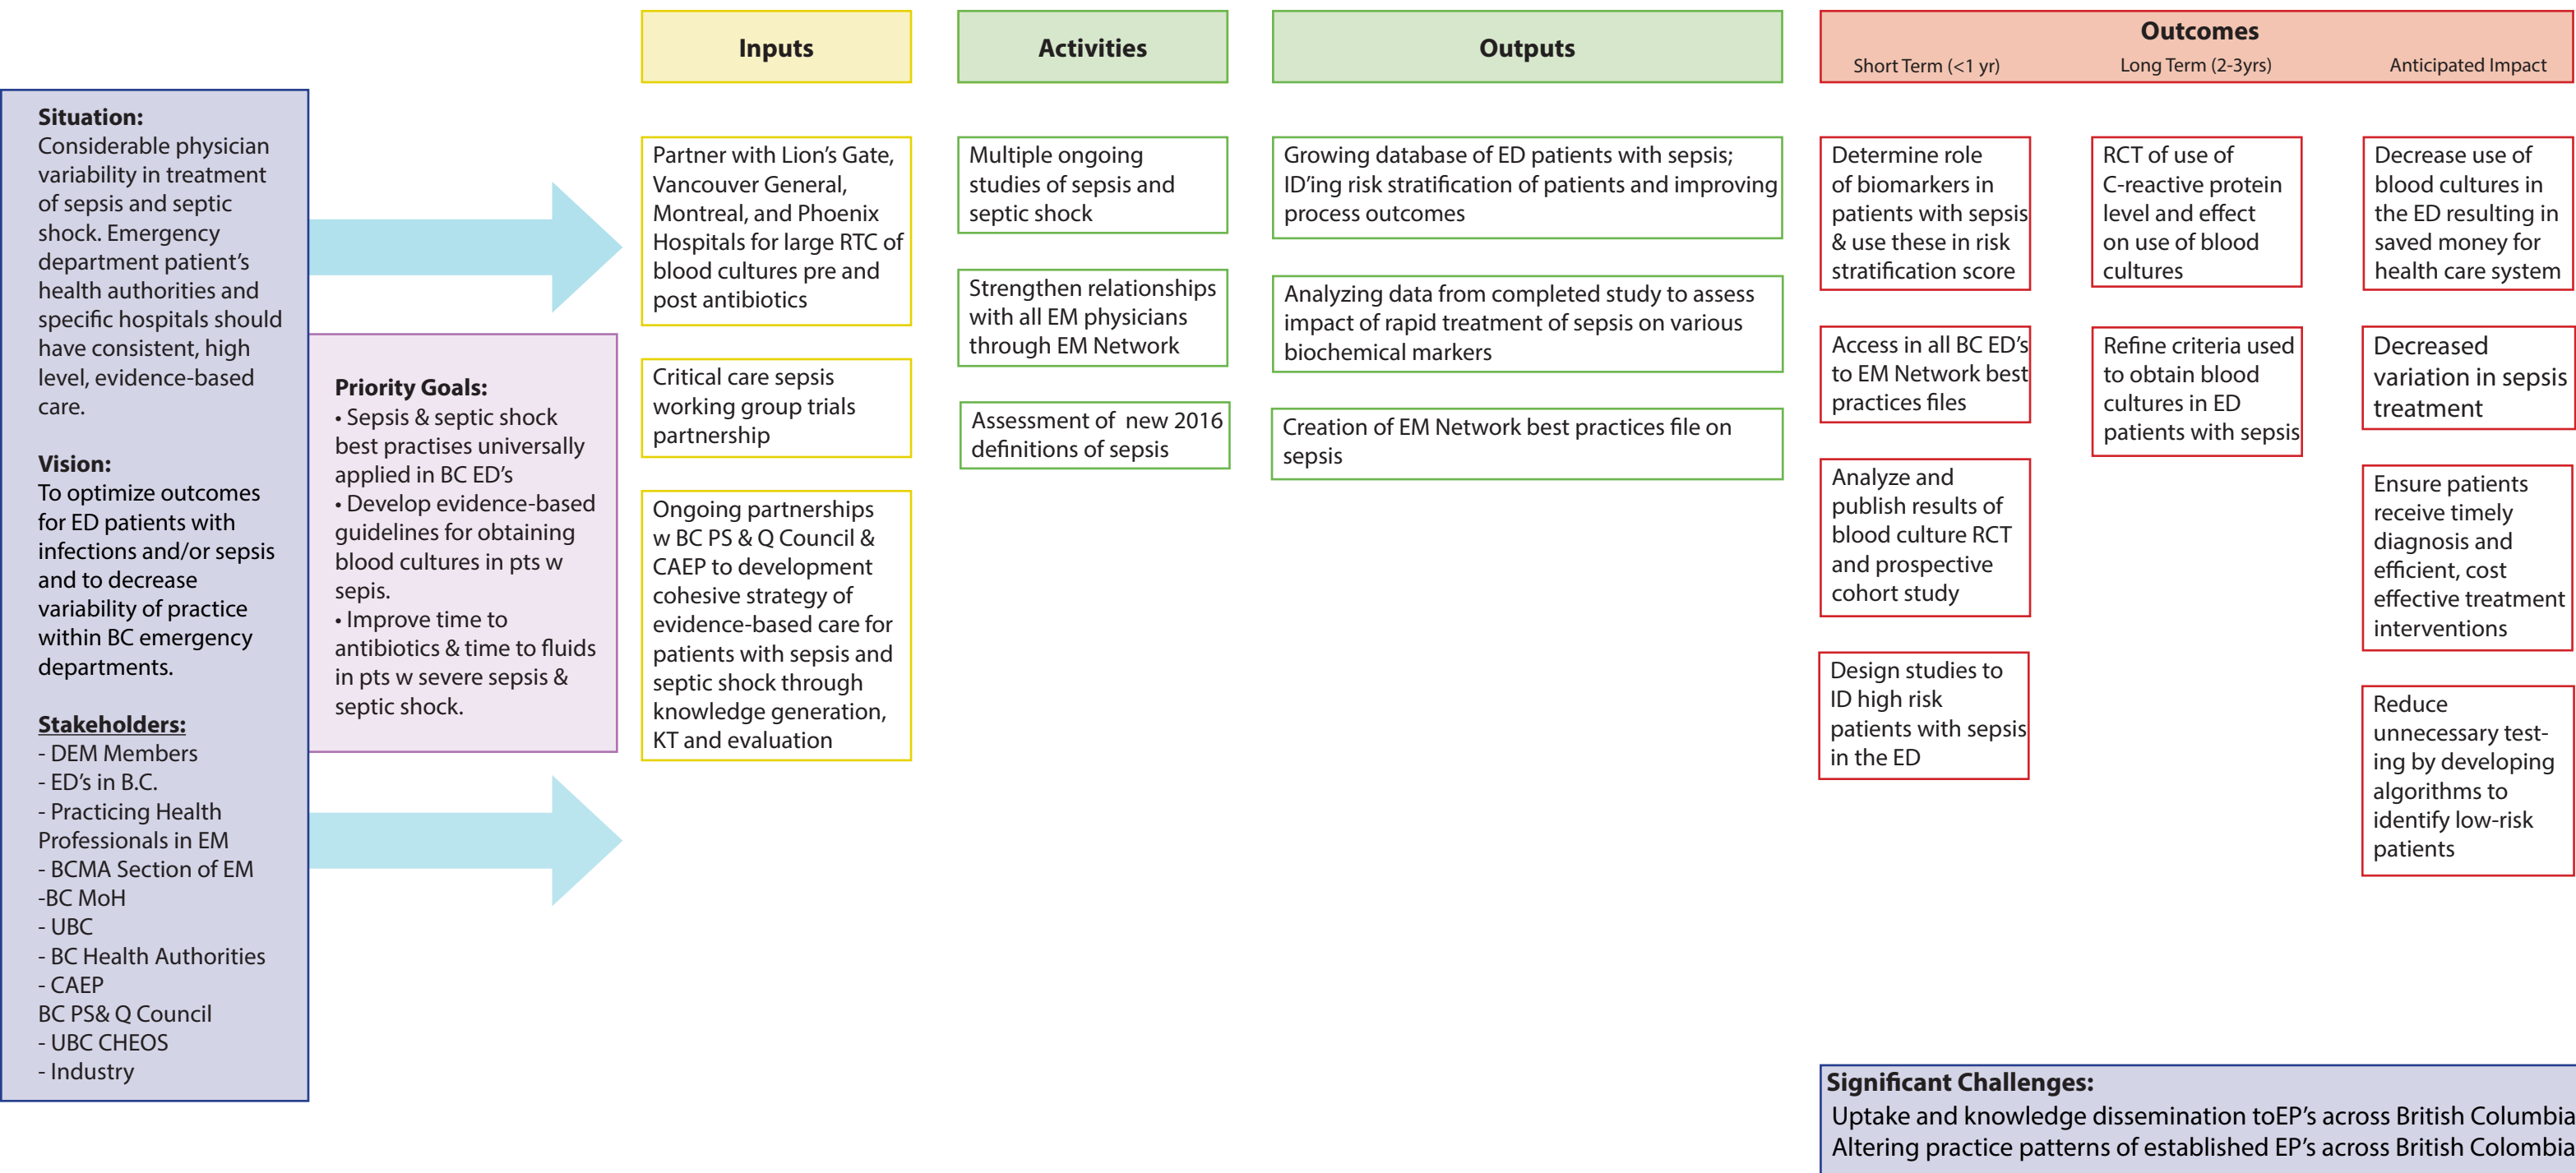 Inputs
Activities
Outputs
Outcomes
Short Term (<1 yr)
Long Term (2-3yrs)
Anticipated Impact
Situation:
Considerable physician
variability in treatment
of sepsis and septic
shock. Emergency
department patient's
health authorities and
specific hospitals should
have consistent, high
level, evidence-based
care.
Vision:
To optimize outcomes
for ED patients with
infections and/or sepsis
and to decrease
variability of practice
within BC emergency
departments.
Stakeholders:
- DEM Members
- ED's in B.C.
- Practicing Health
Professionals in EM
- BCMA Section of EM
-BC MoH
- UBC
- BC Health Authorities
- CAEP
BC PS& Q Council
- UBC CHEOS
- Industry
Priority Goals:
• Sepsis & septic shock
best practises universally
applied in BC ED's
• Develop evidence-based
guidelines for obtaining
blood cultures in pts w
sepis.
• Improve time to
antibiotics & time to fluids
in pts w severe sepsis &
septic shock.
Partner with Lion's Gate,
Vancouver General,
Montreal, and Phoenix
Hospitals for large RTC of
blood cultures pre and
post antibiotics
Critical care sepsis
working group trials
partnership
Ongoing partnerships
w BC PS & Q Council &
CAEP to development
cohesive strategy of
evidence-based care for
patients with sepsis and
septic shock through
knowledge generation,
KT and evaluation
Multiple ongoing
studies of sepsis and
septic shock
Strengthen relationships
with all EM physicians
through EM Network
Assessment of  new 2016
definitions of sepsis
Growing database of ED patients with sepsis;
ID'ing risk stratification of patients and improving
process outcomes
Analyzing data from completed study to assess
impact of rapid treatment of sepsis on various
biochemical markers
Creation of EM Network best practices file on
sepsis
Determine role
of biomarkers in
patients with sepsis
& use these in risk
stratification score
Access in all BC ED's
to EM Network best
practices files
Analyze and
publish results of
blood culture RCT
and prospective
cohort study
Design studies to
ID high risk
patients with sepsis
in the ED
RCT of use of
C-reactive protein
level and effect
on use of blood
cultures
Refine criteria used
to obtain blood
cultures in ED
patients with sepsis
Decrease use of
blood cultures in
the ED resulting in
saved money for
health care system
Decreased
variation in sepsis
treatment
Ensure patients
receive timely
diagnosis and
efficient, cost
effective treatment
interventions
Reduce
unnecessary test-
ing by developing
algorithms to
identify low-risk
patients
Significant Challenges:
Uptake and knowledge dissemination toEP's across British Columbia
Altering practice patterns of established EP's across British Colombia